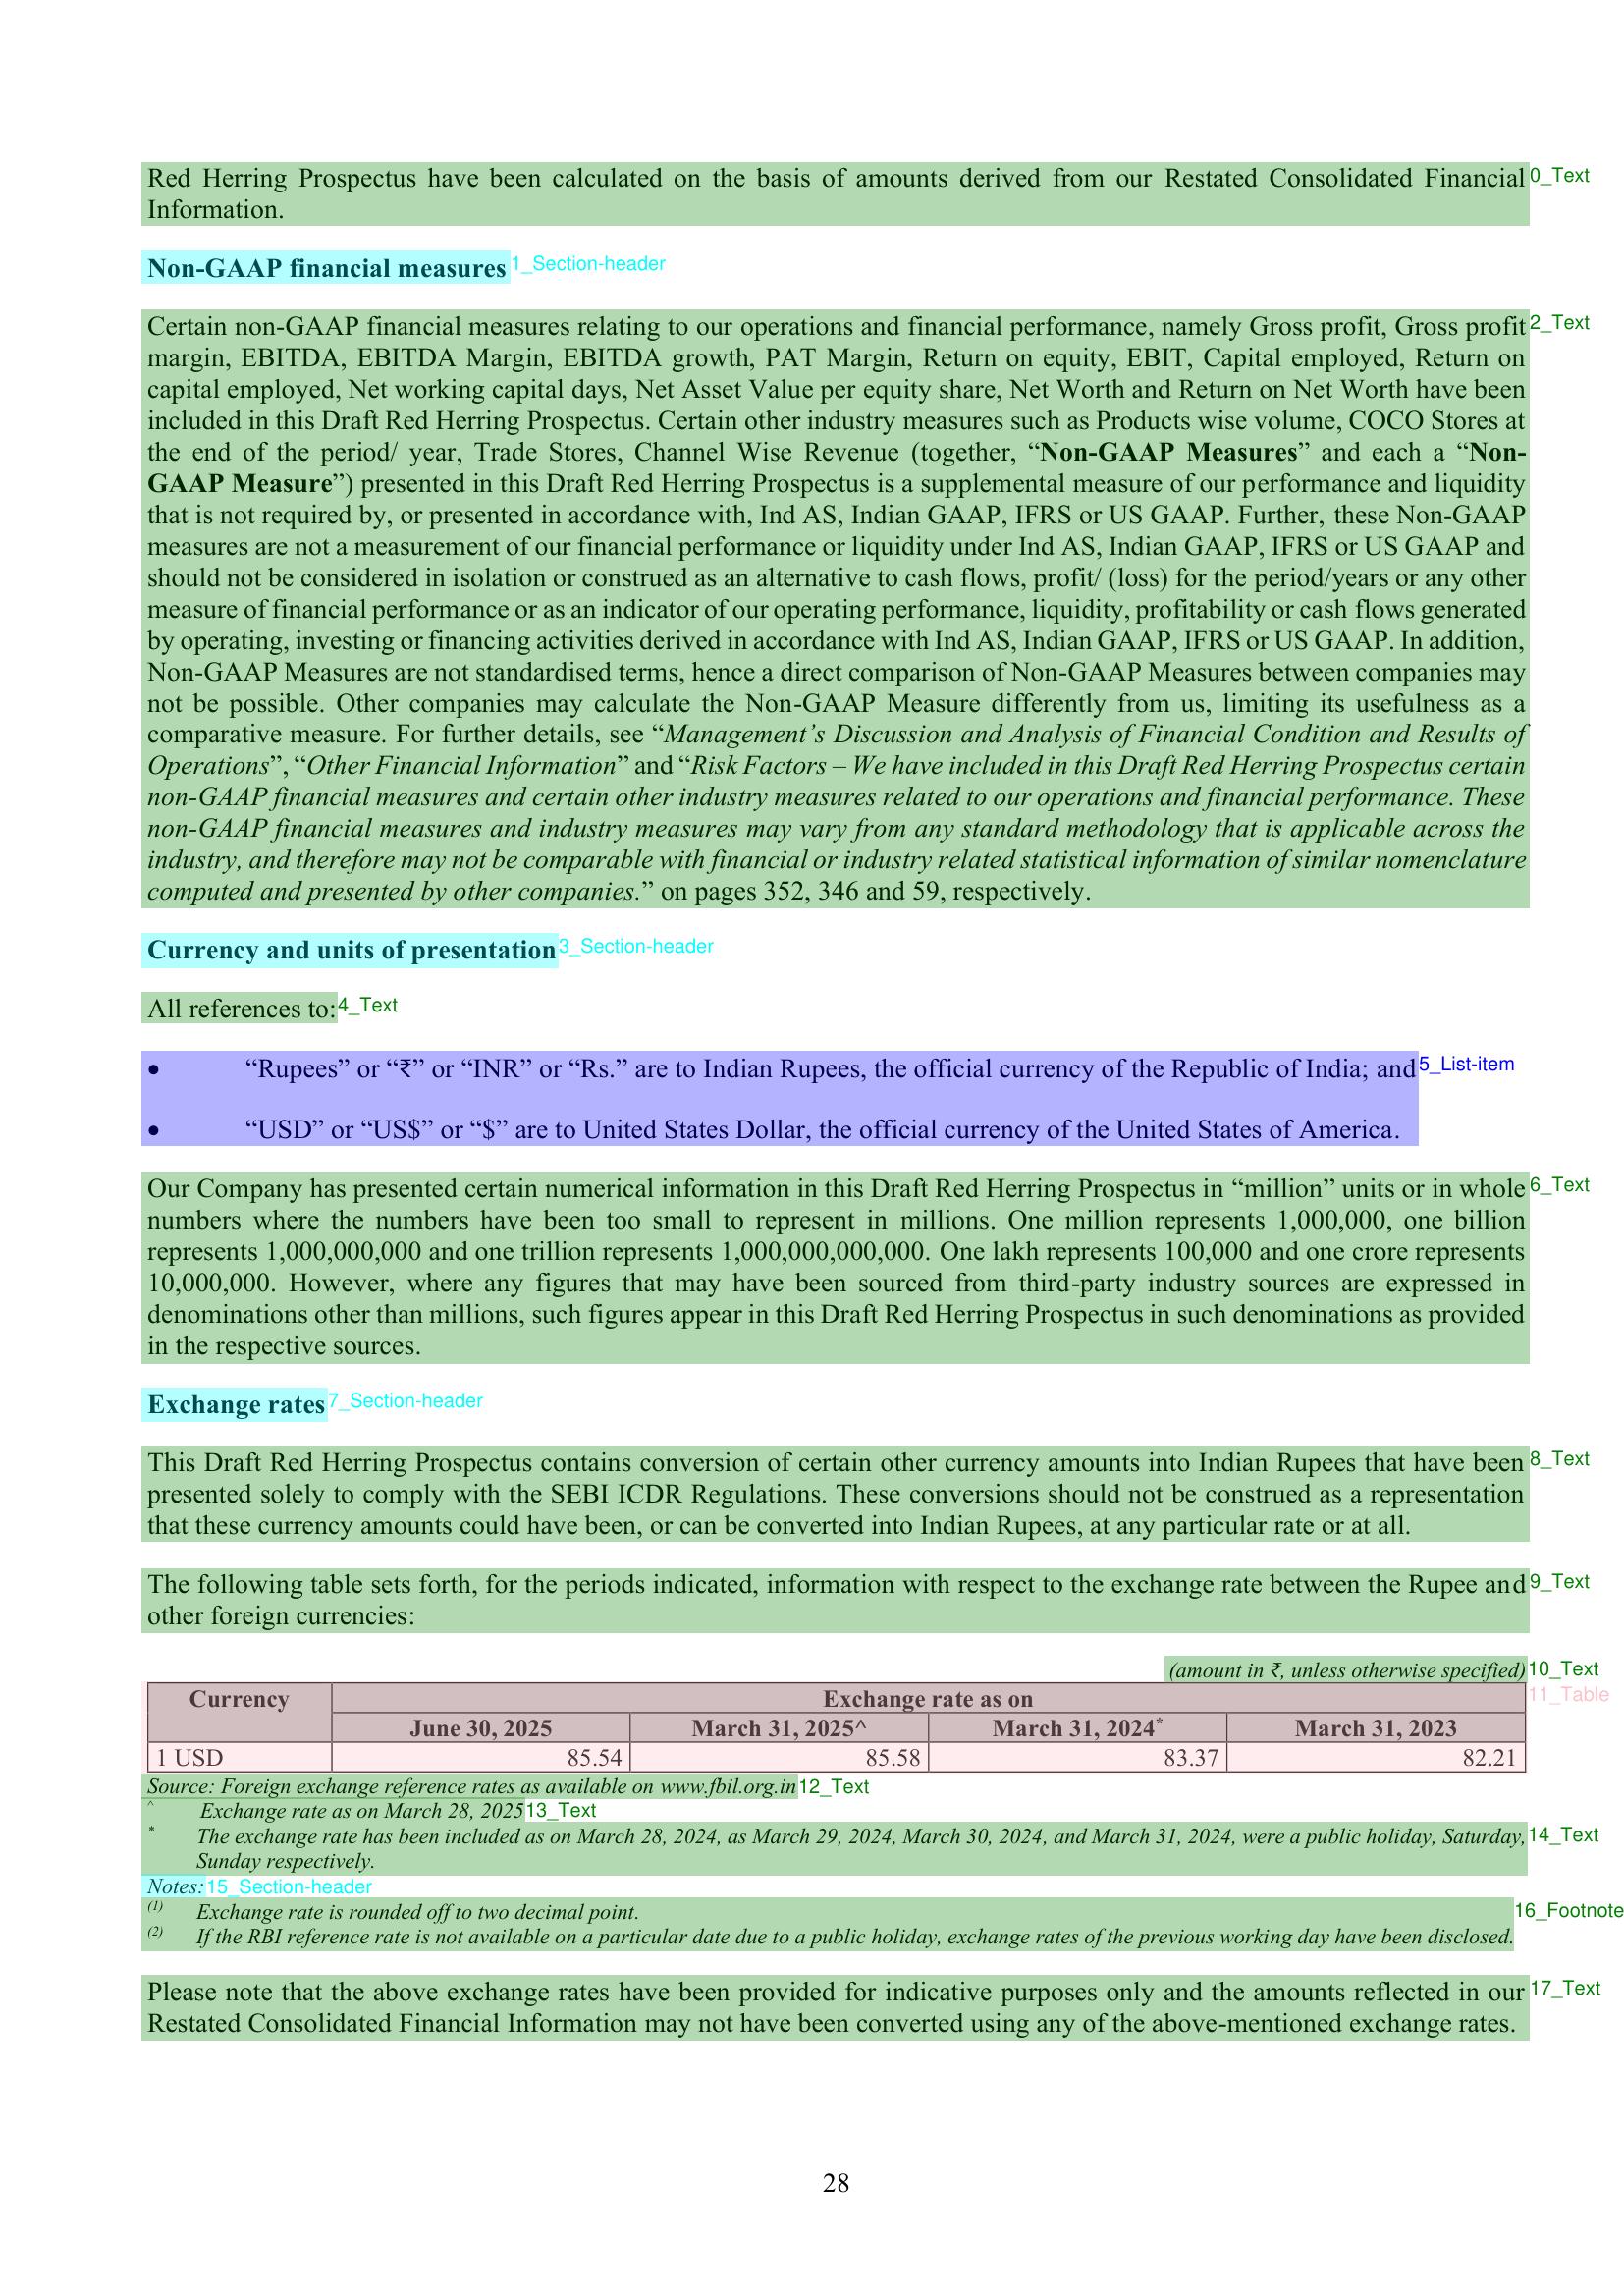 Red Herring Prospectus have been calculated on the basis of amounts derived from our Restated Consolidated Financial 0_Text
Information.
Non-GAAP financial measures 1_Section-header
Certain non-GAAP financial measures relating to our operations and financial performance, namely Gross profit, Gross profit 2_Text
margin, EBITDA, EBITDA Margin, EBITDA growth, PAT Margin, Return on equity, EBIT, Capital employed, Return on
capital employed, Net working capital days, Net Asset Value per equity share, Net Worth and Return on Net Worth have been
included in this Draft Red Herring Prospectus. Certain other industry measures such as Products wise volume, COCO Stores at
the end of the period/ year, Trade Stores, Channel Wise Revenue (together, “Non-GAAP Measures” and each a “Non-
GAAP Measure”) presented in this Draft Red Herring Prospectus is a supplemental measure of our performance and liquidity
that is not required by, or presented in accordance with, Ind AS, Indian GAAP, IFRS or US GAAP. Further, these Non-GAAP
measures are not a measurement of our financial performance or liquidity under Ind AS, Indian GAAP, IFRS or US GAAP and
should not be considered in isolation or construed as an alternative to cash flows, profit/ (loss) for the period/years or any other
measure of financial performance or as an indicator of our operating performance, liquidity, profitability or cash flows generated
by operating, investing or financing activities derived in accordance with Ind AS, Indian GAAP, IFRS or US GAAP. In addition,
Non-GAAP Measures are not standardised terms, hence a direct comparison of Non-GAAP Measures between companies may
not be possible. Other companies may calculate the Non-GAAP Measure differently from us, limiting its usefulness as a
comparative measure. For further details, see “Management’s Discussion and Analysis of Financial Condition and Results of
Operations”, “Other Financial Information” and “Risk Factors – We have included in this Draft Red Herring Prospectus certain
non-GAAP financial measures and certain other industry measures related to our operations and financial performance. These
non-GAAP financial measures and industry measures may vary from any standard methodology that is applicable across the
industry, and therefore may not be comparable with financial or industry related statistical information of similar nomenclature
computed and presented by other companies.” on pages 352, 346 and 59, respectively.
Currency and units of presentation 3_Section-header
All references to: 4_Text
• “Rupees” or “₹” or “INR” or “Rs.” are to Indian Rupees, the official currency of the Republic of India; and 5_List-item
• “USD” or “US$” or “$” are to United States Dollar, the official currency of the United States of America.
Our Company has presented certain numerical information in this Draft Red Herring Prospectus in “million” units or in whole 6_Text
numbers where the numbers have been too small to represent in millions. One million represents 1,000,000, one billion
represents 1,000,000,000 and one trillion represents 1,000,000,000,000. One lakh represents 100,000 and one crore represents
10,000,000. However, where any figures that may have been sourced from third-party industry sources are expressed in
denominations other than millions, such figures appear in this Draft Red Herring Prospectus in such denominations as provided
in the respective sources.
Exchange rates 7_Section-header
This Draft Red Herring Prospectus contains conversion of certain other currency amounts into Indian Rupees that have been 8_Text
presented solely to comply with the SEBI ICDR Regulations. These conversions should not be construed as a representation
that these currency amounts could have been, or can be converted into Indian Rupees, at any particular rate or at all.
The following table sets forth, for the periods indicated, information with respect to the exchange rate between the Rupee and 9_Text
other foreign currencies:
(amount in ₹, unless otherwise specified) 10_Text
Currency Exchange rate as on 11_Table
June 30, 2025 March 31, 2025^ March 31, 2024* March 31, 2023
1 USD 85.54 85.58 83.37 82.21
Source: Foreign exchange reference rates as available on www.fbil.org.in 12_Text
^ Exchange rate as on March 28, 2025 13_Text
* The exchange rate has been included as on March 28, 2024, as March 29, 2024, March 30, 2024, and March 31, 2024, were a public holiday, Saturday, 14_Text
Sunday respectively.
Notes: 15_Section-header
(1) Exchange rate is rounded off to two decimal point. 16_Footnote
(2) If the RBI reference rate is not available on a particular date due to a public holiday, exchange rates of the previous working day have been disclosed.
Please note that the above exchange rates have been provided for indicative purposes only and the amounts reflected in our 17_Text
Restated Consolidated Financial Information may not have been converted using any of the above-mentioned exchange rates.
28